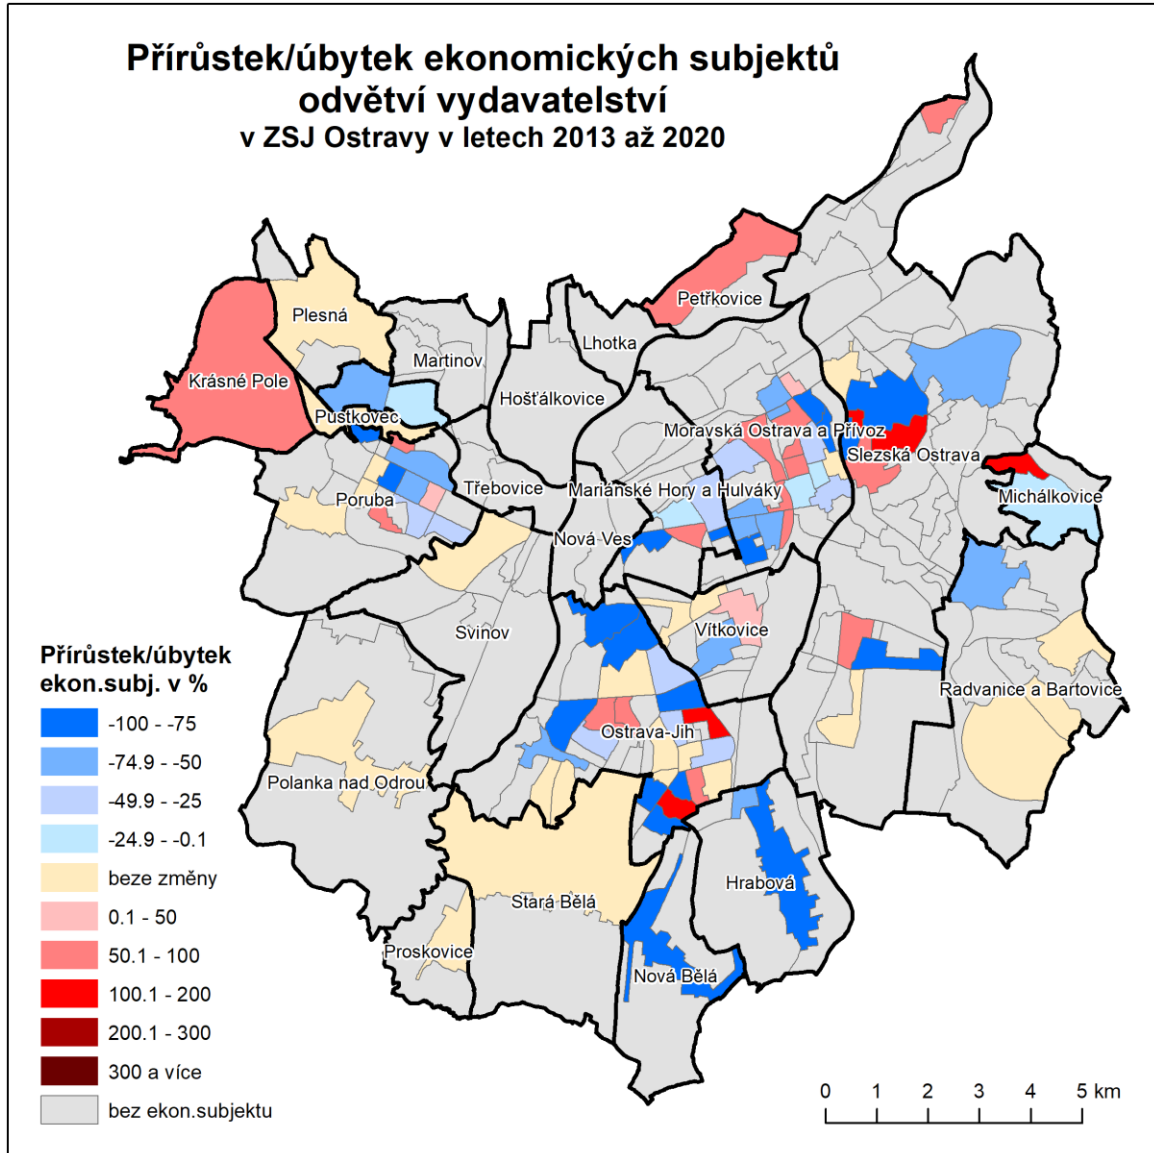 Přírůstek/úbytek ekonomických subjektů
odvětví vydavatelství
v ZSJ Ostravy v letech 2013 až 2020
Petřkovice
Plesná
Lhotka
Martinov
Krásné Pole
Hošťálkovice
Pustkovec
Moravská Ostrava a Přívoz
Slezská Ostrava
Třebovice
Mariánské Hory a Hulváky
Michálkovice
Poruba
Nová Ves
Svinov
Vítkovice
Radvanice a Bartovice
Ostrava-Jih
Polanka nad Odrou
Hrabová
Stará Bělá
Proskovice
Nová Bělá
Přírůstek/úbytek
ekon.subj. v %
-100 - -75
-74.9 - -50
-49.9 - -25
-24.9 - -0.1
beze změny
0.1 - 50
50.1 - 100
100.1 - 200
200.1 - 300
300 a více
bez ekon.subjektu
0 1 2 3 4 5 km